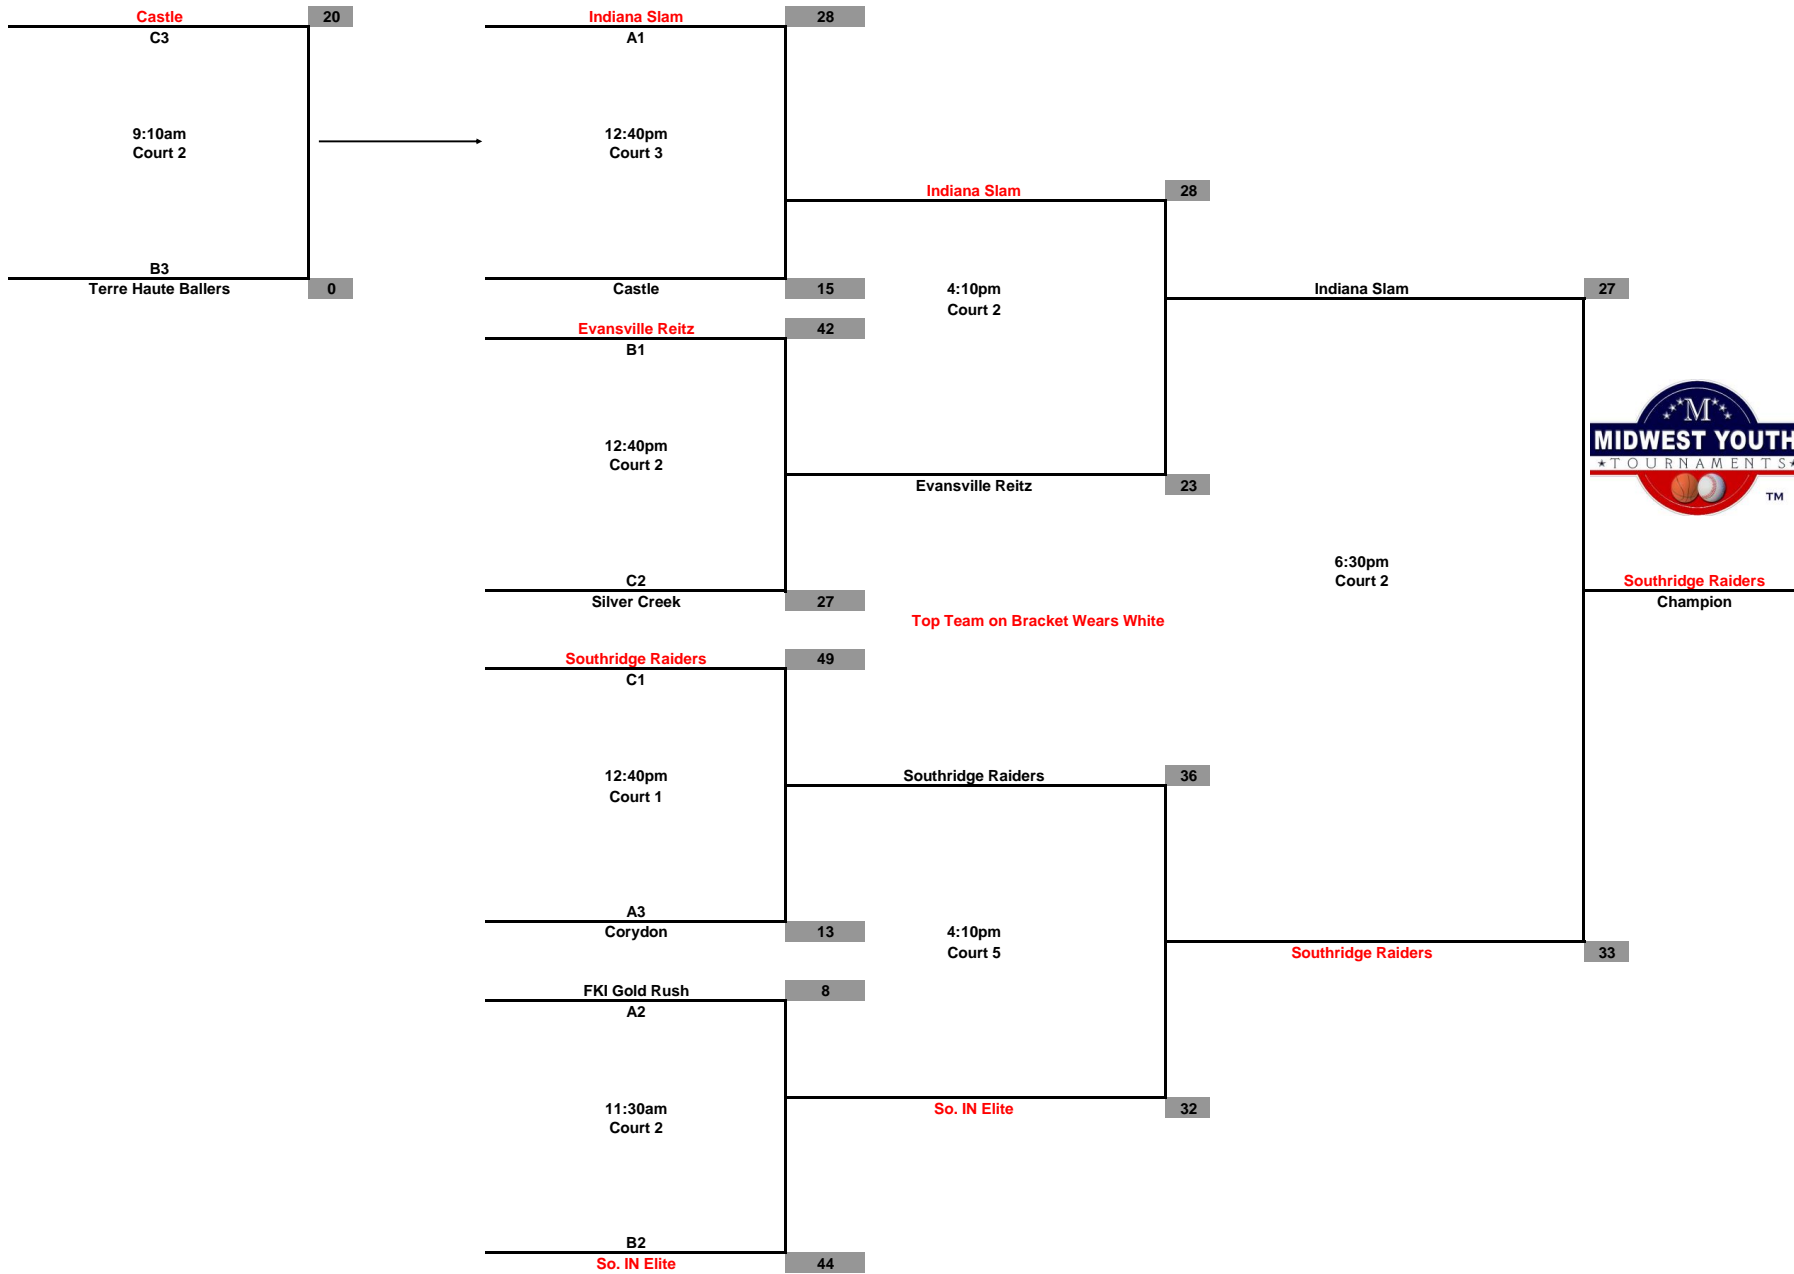 Castle
20
C3
9:10am
Court 2
B3
Terre Haute Ballers
0
Indiana Slam
28
A1
12:40pm
Court 3
Castle
15
Evansville Reitz
42
B1
12:40pm
Court 2
C2
Silver Creek
27
Southridge Raiders
49
C1
12:40pm
Court 1
A3
Corydon
13
FKI Gold Rush
8
A2
11:30am
Court 2
B2
So. IN Elite
44
Indiana Slam
28
4:10pm
Court 2
Evansville Reitz
23
Top Team on Bracket Wears White
Southridge Raiders
36
4:10pm
Court 5
So. IN Elite
32
Indiana Slam
27
6:30pm
Court 2
Southridge Raiders
33
M
MIDWEST YOUTH
TOURNAMENTS
TM
Southridge Raiders
Champion